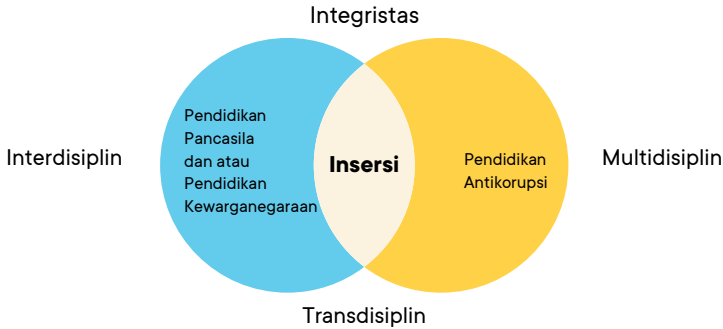 Integristas
Interdisiplin
Pendidikan
Pancasila
dan atau
Pendidikan
Kewarganegaraan
Insersi
Pendidikan
Antikorupsi
Multidisiplin
Transdisiplin